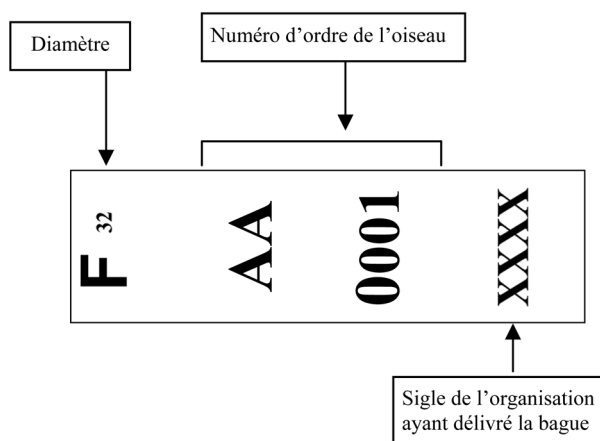 Diamètre
Numéro d'ordre de l'oiseau
F 32
AA
0001
XXXX
Sigle de l'organisation
ayant délivré la bague